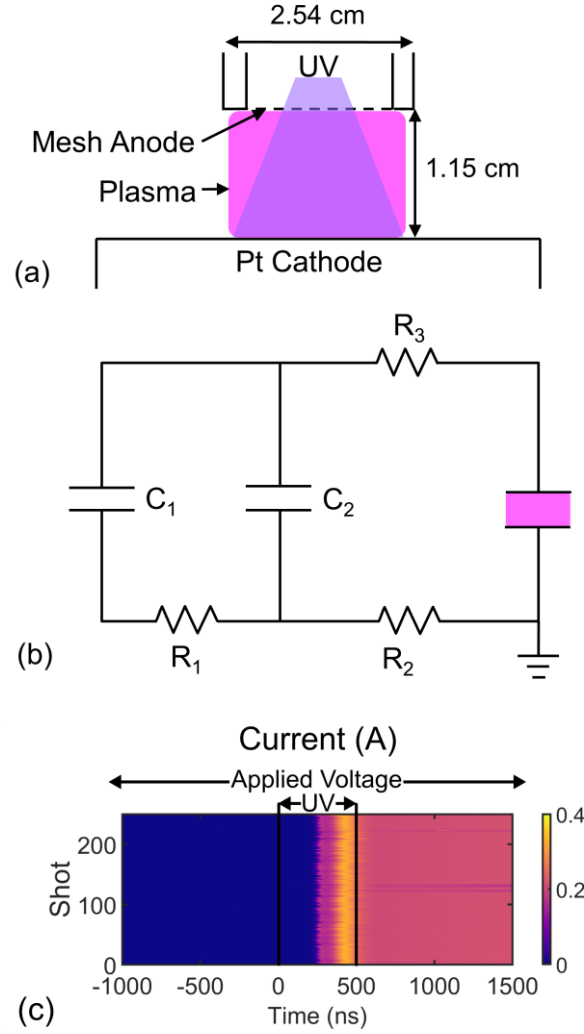 2.54 cm
UV
Mesh Anode
1.15 cm
Plasma
Pt Cathode
(a)
R3
C1
C2
R1
R2
(b)
Current (A)
Applied Voltage
UV
0.4
200
Shot
0.2
100
0
0
-1000 -500 0 500 1000 1500
Time (ns)
(c)